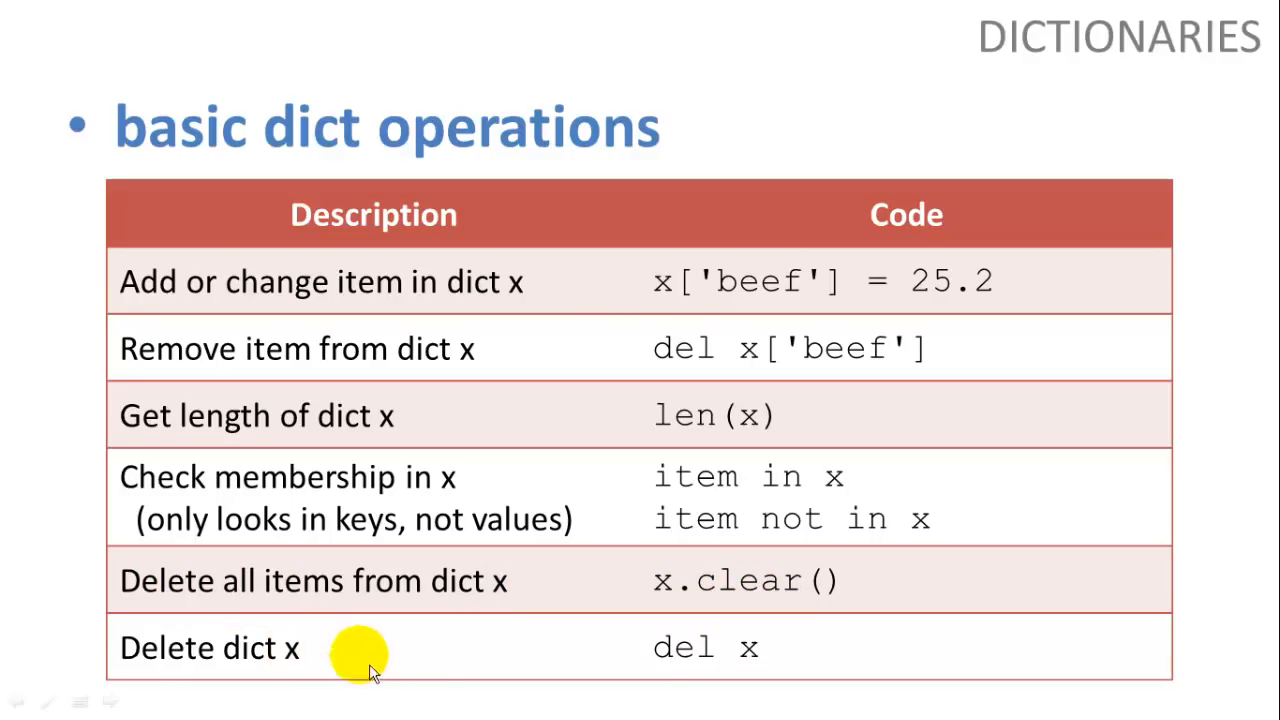 DICTIONARIES
• basic dict operations
Description Code
Add or change item in dict x x['beef'] = 25.2
Remove item from dict x del x['beef']
Get length of dict x len(x)
Check membership in x item in x
(only looks in keys, not values) item not in x
Delete all items from dict x x.clear()
Delete dict x del x